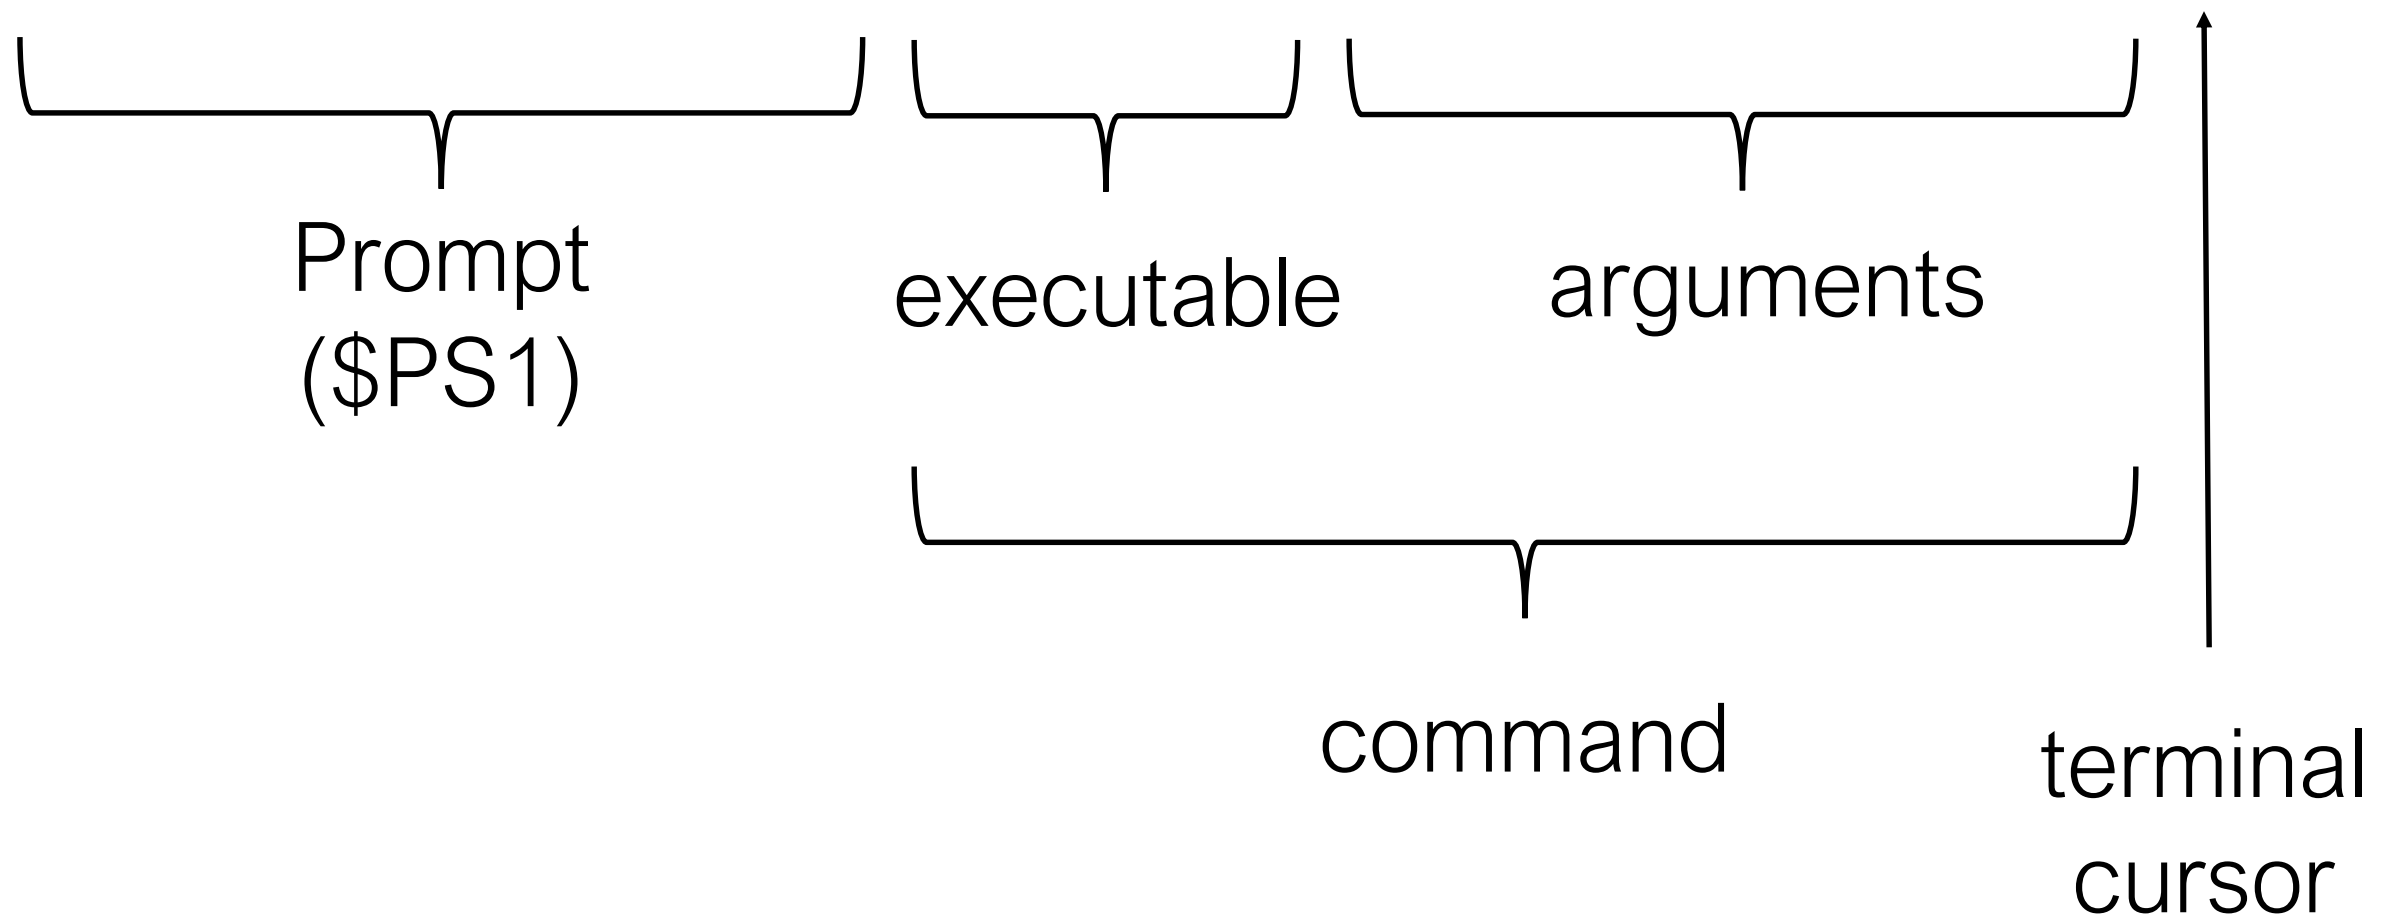 Prompt
($PS1)
executable
arguments
command
terminal
cursor